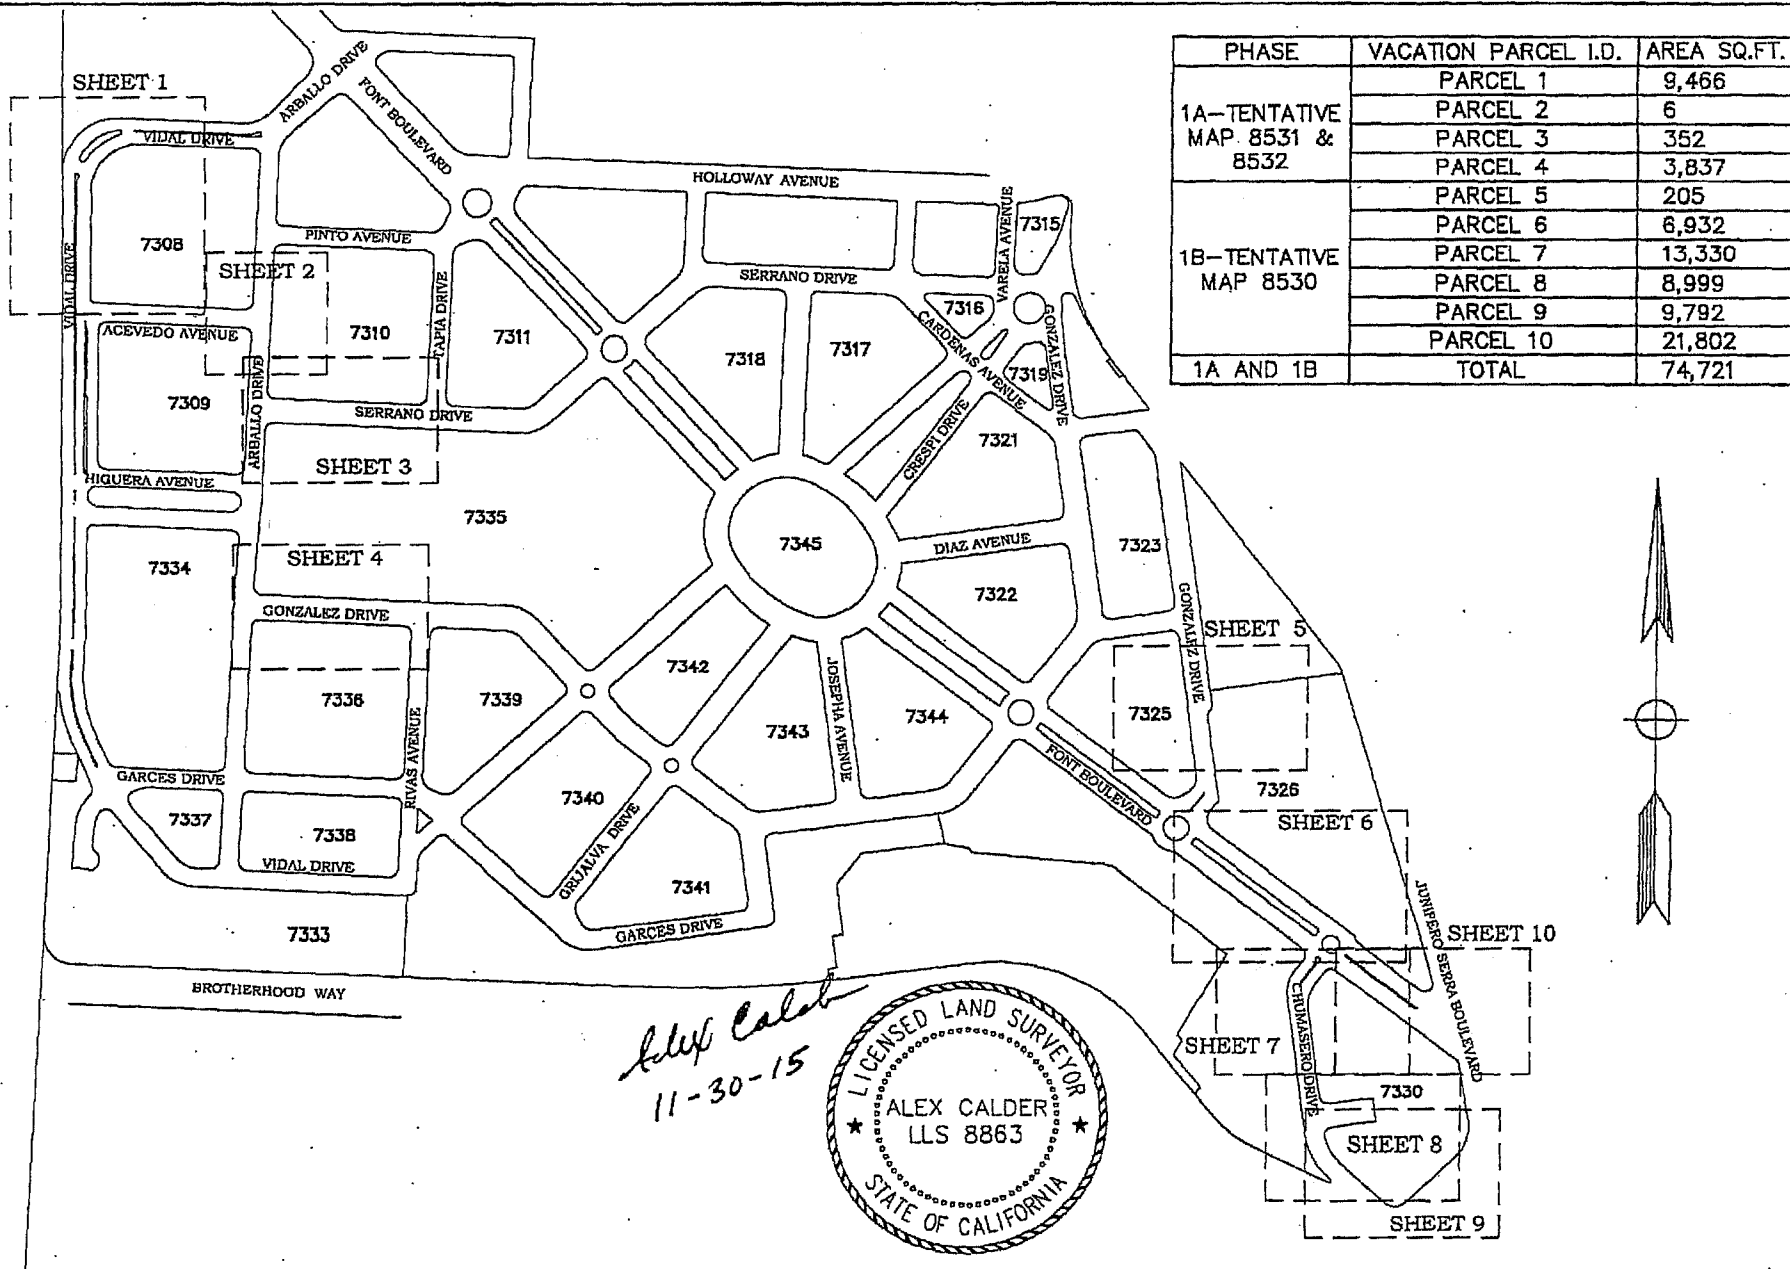 PHASE VACATION PARCEL I.D. AREA SQ.FT.
1A-TENTATIVE MAP 8531 & 8532
PARCEL 1 9,466
PARCEL 2 6
PARCEL 3 352
PARCEL 4 3,837
1B-TENTATIVE MAP 8530
PARCEL 5 205
PARCEL 6 6,932
PARCEL 7 13,330
PARCEL 8 8,999
PARCEL 9 9,792
PARCEL 10 21,802
1A AND 1B TOTAL 74,721
SHEET 1
ARBALLO DRIVE
FONT BOULEVARD
VIDAL DRIVE
HOLLOWAY AVENUE
VARELA AVENUE
7315
7308
PINTO AVENUE
VIDAL DRIVE
SHEET 2
SERRANO DRIVE
TAPIA DRIVE
7316
GONZALEZ DRIVE
CARDENAS AVENUE
ACEVEDO AVENUE
7310
7311
7318
7317
7319
7309
ARBALLO DRIVE
SERRANO DRIVE
CRESPI DRIVE
7321
SHEET 3
HIGUERA AVENUE
7335
7345
DIAZ AVENUE
7323
7334
SHEET 4
7322
GONZALEZ DRIVE
GONZALEZ DRIVE
SHEET 5
7342
JOSEPHA AVENUE
7336
7339
7325
7344
7343
RIVAS AVENUE
GARCES DRIVE
FONT BOULEVARD
7326
7340
7337
7338
SHEET 6
GRIJALVA DRIVE
VIDAL DRIVE
7341
JUNIPERO SERRA BOULEVARD
7333
GARCES DRIVE
SHEET 10
BROTHERHOOD WAY
CHUMASERO DRIVE
SHEET 7
7330
SHEET 8
SHEET 9
Alex Calder
11-30-15
LICENSED LAND SURVEYOR
ALEX CALDER
LLS 8863
STATE OF CALIFORNIA